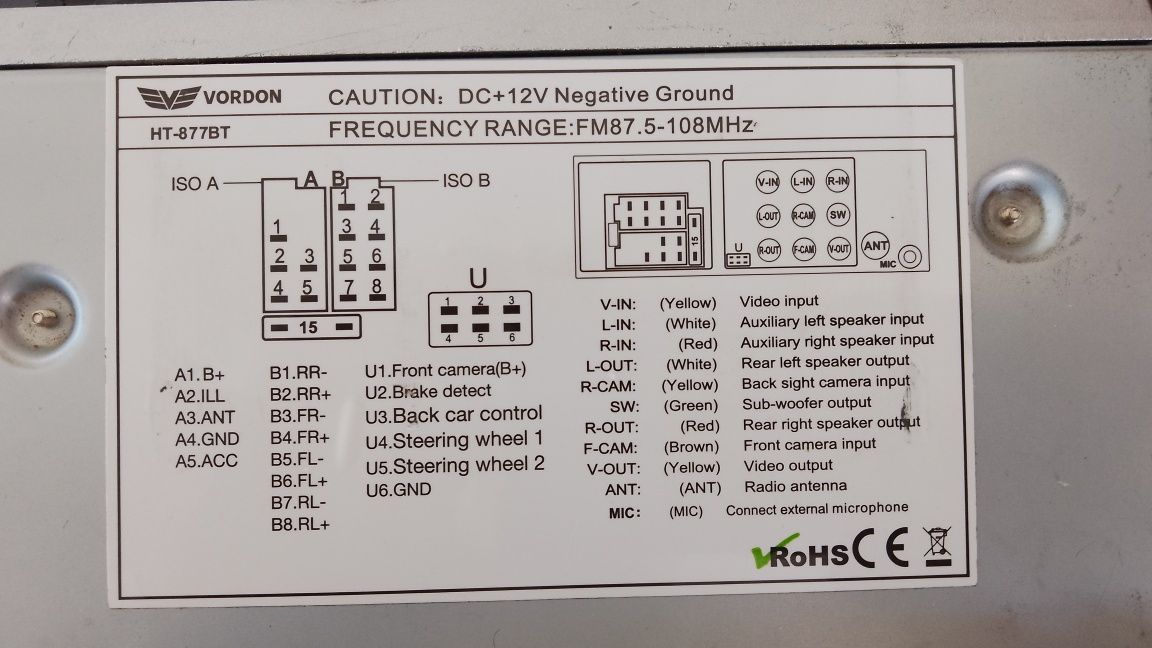 VORDON
CAUTION: DC+12V Negative Ground
HT-877BT
FREQUENCY RANGE:FM87.5-108MHz
ISO A
A
B
ISO B
1
2
3
4
5
1
2
3
4
5
6
7
8
15
U
1 2 3
4 5 6
15
U
V-IN L-IN R-IN
L-OUT R-CAM SW
R-OUT F-CAM V-OUT
ANT
MIC
A1.B+
A2.ILL
A3.ANT
A4.GND
A5.ACC
B1.RR-
B2.RR+
B3.FR-
B4.FR+
B5.FL-
B6.FL+
B7.RL-
B8.RL+
U1.Front camera(B+)
U2.Brake detect
U3.Back car control
U4.Steering wheel 1
U5.Steering wheel 2
U6.GND
V-IN: (Yellow) Video input
L-IN: (White) Auxiliary left speaker input
R-IN: (Red) Auxiliary right speaker input
L-OUT: (White) Rear left speaker output
R-CAM: (Yellow) Back sight camera input
SW: (Green) Sub-woofer output
R-OUT: (Red) Rear right speaker output
F-CAM: (Brown) Front camera input
V-OUT: (Yellow) Video output
ANT: (ANT) Radio antenna
MIC: (MIC) Connect external microphone
RoHS CE